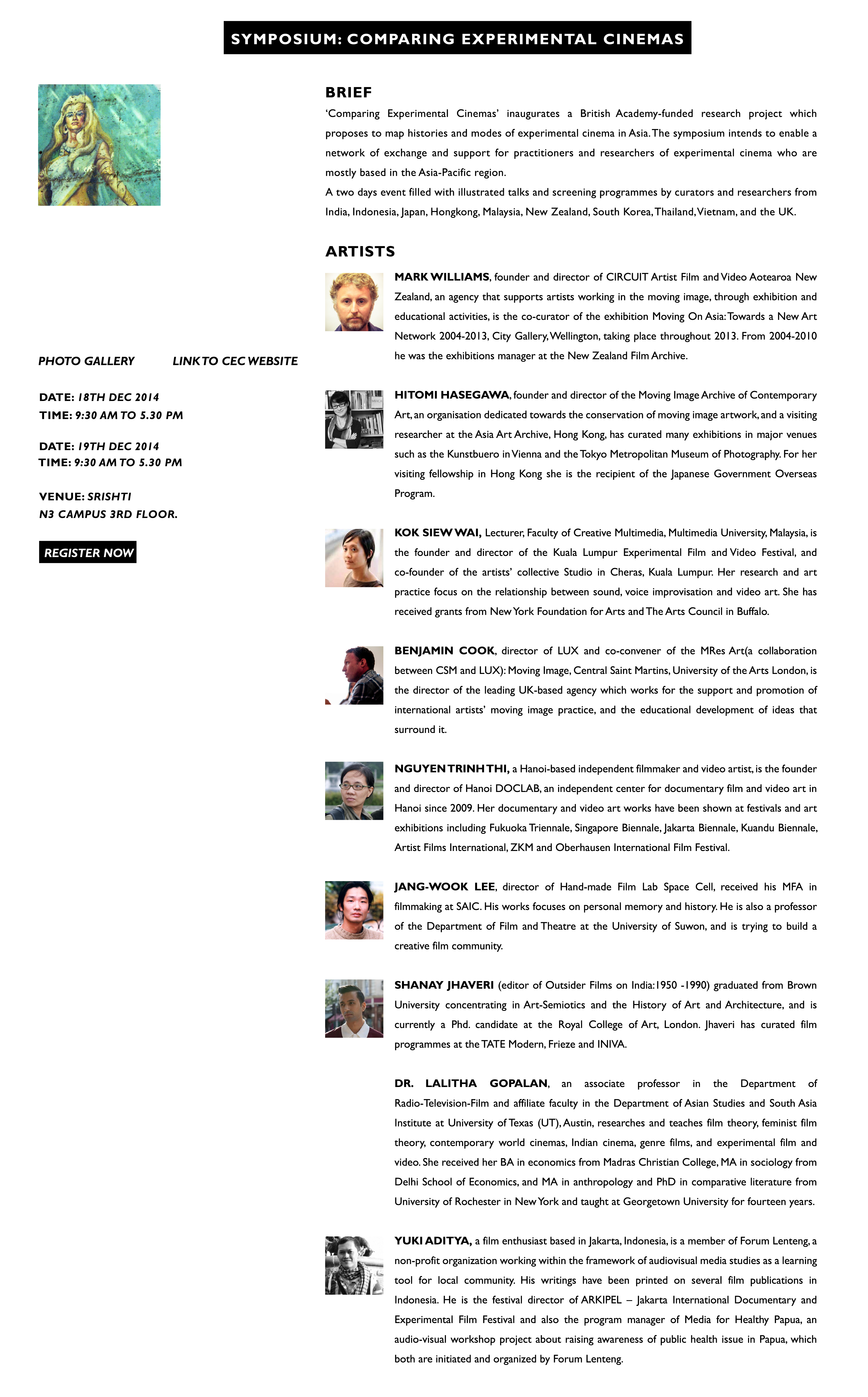 SYMPOSIUM: COMPARING EXPERIMENTAL CINEMAS
PHOTO GALLERY
LINK TO CEC WEBSITE
DATE: 18TH DEC 2014
TIME: 9:30 AM TO 5.30 PM
DATE: 19TH DEC 2014
TIME: 9:30 AM TO 5.30 PM
VENUE: SRISHTI
N3 CAMPUS 3RD FLOOR.
REGISTER NOW
BRIEF
‘Comparing Experimental Cinemas’ inaugurates a British Academy-funded research project which
proposes to map histories and modes of experimental cinema in Asia. The symposium intends to enable a
network of exchange and support for practitioners and researchers of experimental cinema who are
mostly based in the Asia-Pacific region.
A two days event filled with illustrated talks and screening programmes by curators and researchers from
India, Indonesia, Japan, Hongkong, Malaysia, New Zealand, South Korea, Thailand, Vietnam, and the UK.
ARTISTS
MARK WILLIAMS, founder and director of CIRCUIT Artist Film and Video Aotearoa New
Zealand, an agency that supports artists working in the moving image, through exhibition and
educational activities, is the co-curator of the exhibition Moving On Asia: Towards a New Art
Network 2004-2013, City Gallery, Wellington, taking place throughout 2013. From 2004-2010
he was the exhibitions manager at the New Zealand Film Archive.
HITOMI HASEGAWA, founder and director of the Moving Image Archive of Contemporary
Art, an organisation dedicated towards the conservation of moving image artwork, and a visiting
researcher at the Asia Art Archive, Hong Kong, has curated many exhibitions in major venues
such as the Kunstbuero in Vienna and the Tokyo Metropolitan Museum of Photography. For her
visiting fellowship in Hong Kong she is the recipient of the Japanese Government Overseas
Program.
KOK SIEW WAI, Lecturer, Faculty of Creative Multimedia, Multimedia University, Malaysia, is
the founder and director of the Kuala Lumpur Experimental Film and Video Festival, and
co-founder of the artists’ collective Studio in Cheras, Kuala Lumpur. Her research and art
practice focus on the relationship between sound, voice improvisation and video art. She has
received grants from New York Foundation for Arts and The Arts Council in Buffalo.
BENJAMIN COOK, director of LUX and co-convener of the MRes Art(a collaboration
between CSM and LUX): Moving Image, Central Saint Martins, University of the Arts London, is
the director of the leading UK-based agency which works for the support and promotion of
international artists’ moving image practice, and the educational development of ideas that
surround it.
NGUYEN TRINH THI, a Hanoi-based independent filmmaker and video artist, is the founder
and director of Hanoi DOCLAB, an independent center for documentary film and video art in
Hanoi since 2009. Her documentary and video art works have been shown at festivals and art
exhibitions including Fukuoka Triennale, Singapore Biennale, Jakarta Biennale, Kuandu Biennale,
Artist Films International, ZKM and Oberhausen International Film Festival.
JANG-WOOK LEE, director of Hand-made Film Lab Space Cell, received his MFA in
filmmaking at SAIC. His works focuses on personal memory and history. He is also a professor
of the Department of Film and Theatre at the University of Suwon, and is trying to build a
creative film community.
SHANAY JHAVERI (editor of Outsider Films on India:1950 -1990) graduated from Brown
University concentrating in Art-Semiotics and the History of Art and Architecture, and is
currently a Phd. candidate at the Royal College of Art, London. Jhaveri has curated film
programmes at the TATE Modern, Frieze and INIVA.
DR. LALITHA GOPALAN, an associate professor in the Department of
Radio-Television-Film and affiliate faculty in the Department of Asian Studies and South Asia
Institute at University of Texas (UT), Austin, researches and teaches film theory, feminist film
theory, contemporary world cinemas, Indian cinema, genre films, and experimental film and
video. She received her BA in economics from Madras Christian College, MA in sociology from
Delhi School of Economics, and MA in anthropology and PhD in comparative literature from
University of Rochester in New York and taught at Georgetown University for fourteen years.
YUKI ADITYA, a film enthusiast based in Jakarta, Indonesia, is a member of Forum Lenteng, a
non-profit organization working within the framework of audiovisual media studies as a learning
tool for local community. His writings have been printed on several film publications in
Indonesia. He is the festival director of ARKIPEL – Jakarta International Documentary and
Experimental Film Festival and also the program manager of Media for Healthy Papua, an
audio-visual workshop project about raising awareness of public health issue in Papua, which
both are initiated and organized by Forum Lenteng.